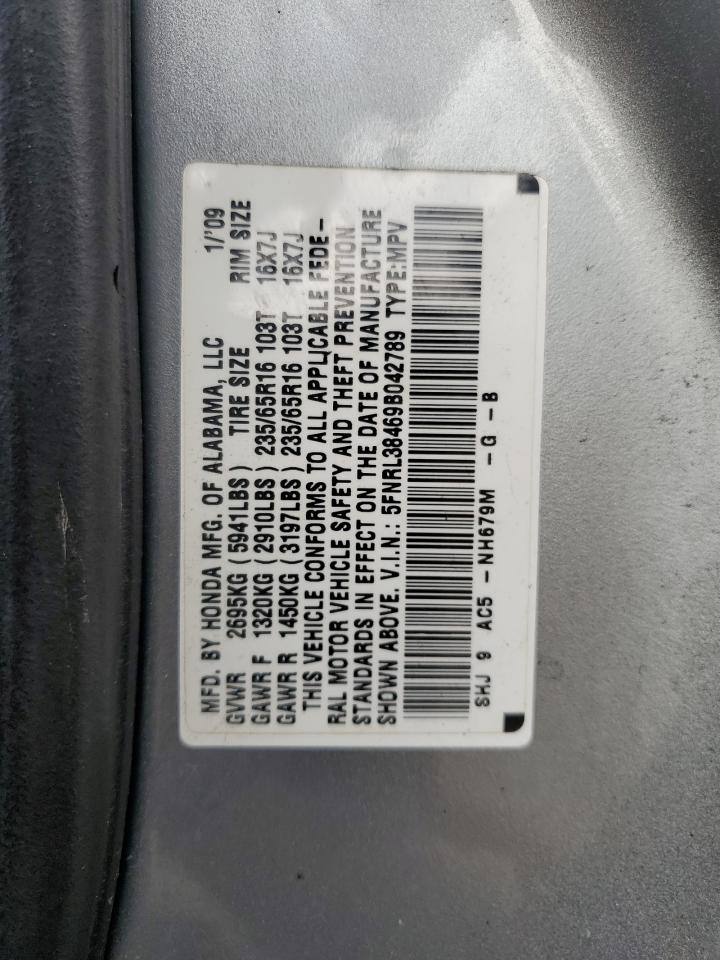 MFD. BY HONDA MFG. OF ALABAMA, LLC 1/'09
GVWR 2695KG (5941LBS) TIRE SIZE RIM SIZE
GAWR F 1320KG (2910LBS) 235/65R16 103T 16X7J
GAWR R 1450KG (3197LBS) 235/65R16 103T 16X7J
THIS VEHICLE CONFORMS TO ALL APPLICABLE FEDE-
RAL MOTOR VEHICLE SAFETY AND THEFT PREVENTION
STANDARDS IN EFFECT ON THE DATE OF MANUFACTURE
SHOWN ABOVE. V.I.N.: 5FNRL38469B042789 TYPE:MPV
SHJ 9 AC5 -NH679M -G -B